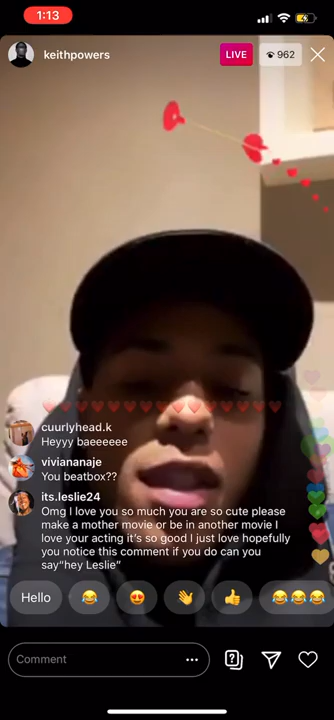 1:13
keithpowers
LIVE
962
cuurlyhead.k
Heyyy baeeeeee
viviananaje
You beatbox??
its.leslie24
Omg I love you so much you are so cute please
make a mother movie or be in another movie I
love your acting it's so good I just love hopefully
you notice this comment if you do can you
say"hey Leslie"
Hello
Comment